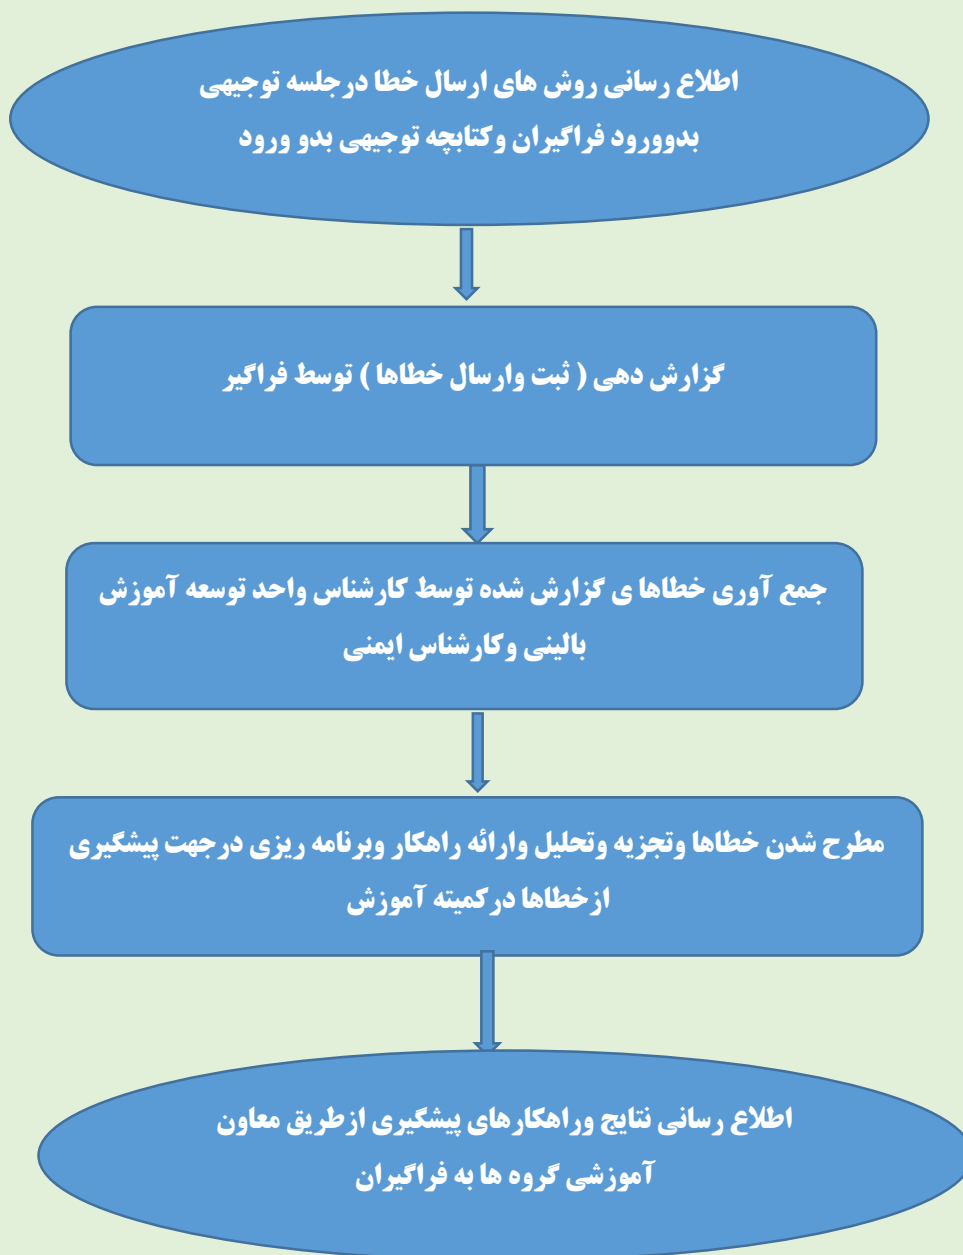 اطلاع رسانی روش های ارسال خطا درجلسه توجیهی
بدوورود فراگیران وکتابچه توجیهی بدو ورود
گزارش دهی ( ثبت وارسال خطاها ) توسط فراگیر
جمع آوری خطاها ی گزارش شده توسط کارشناس واحد توسعه آموزش
بالینی وکارشناس ایمنی
مطرح شدن خطاها وتجزیه وتحلیل وارائه راهکار وبرنامه ریزی درجهت پیشگیری
ازخطاها درکمیته آموزش
اطلاع رسانی نتایج وراهکارهای پیشگیری ازطریق معاون
آموزشی گروه ها به فراگیران